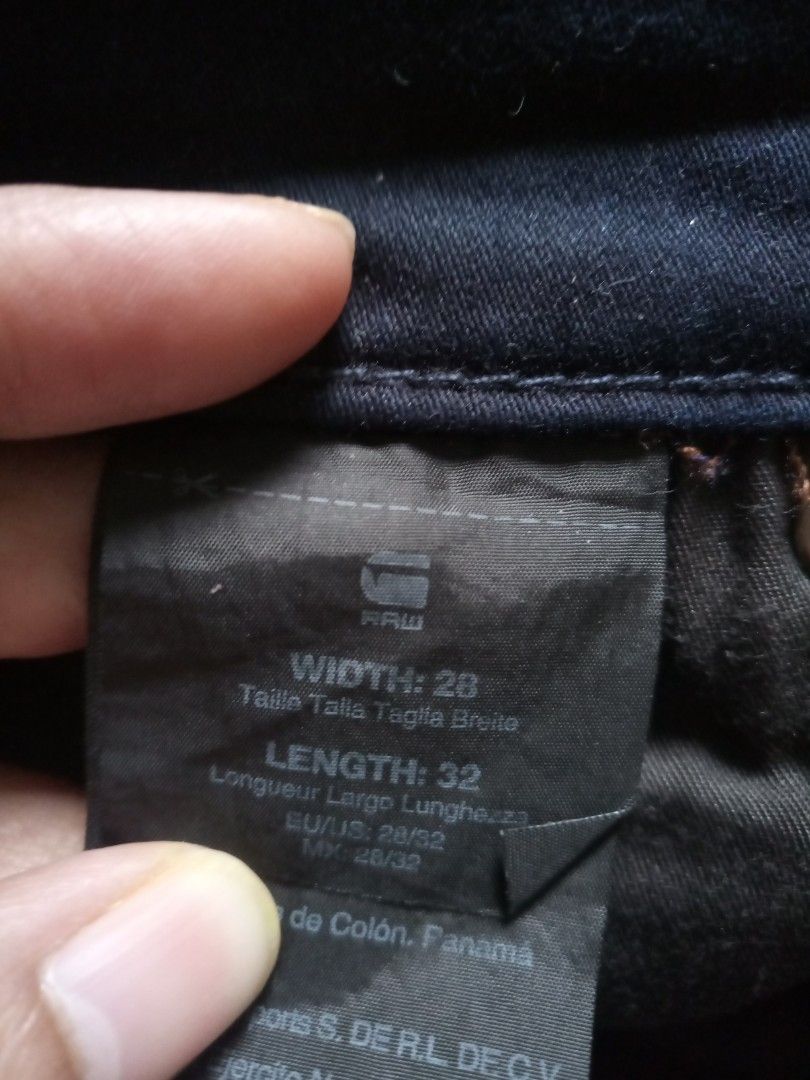 RAW
WIDTH: 28
Taille Talla Taglia Breite
LENGTH: 32
Longueur Largo Lunghezza
EU/US: 28/32
MX: 28/32
de Colón, Panamá
S. DE R.L. DE C.V.